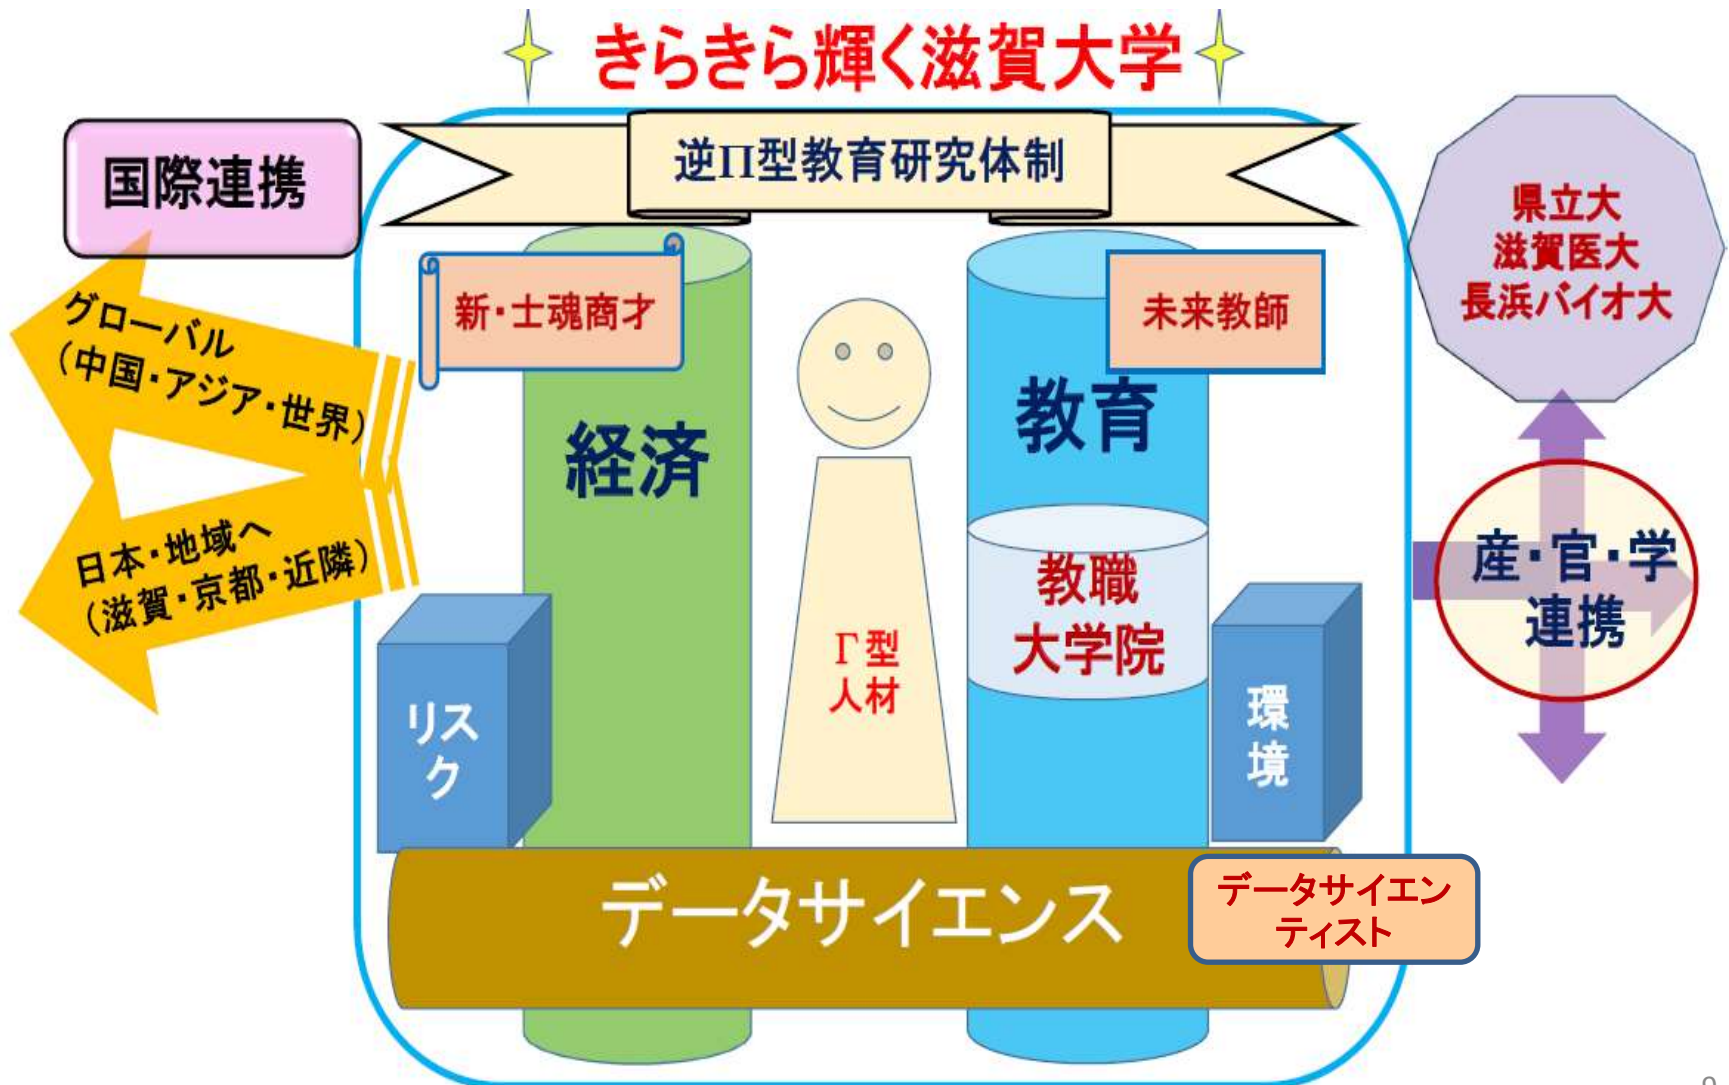 きらきら輝く滋賀大学
逆Π型教育研究体制
国際連携
グローバル
(中国・アジア・世界)
日本・地域へ
(滋賀・京都・近隣)
新・士魂商才
経済
リス
ク
Γ型
人材
未来教師
教育
教職
大学院
環
境
データサイエンス
データサイエン
ティスト
県立大
滋賀医大
長浜バイオ大
産・官・学
連携